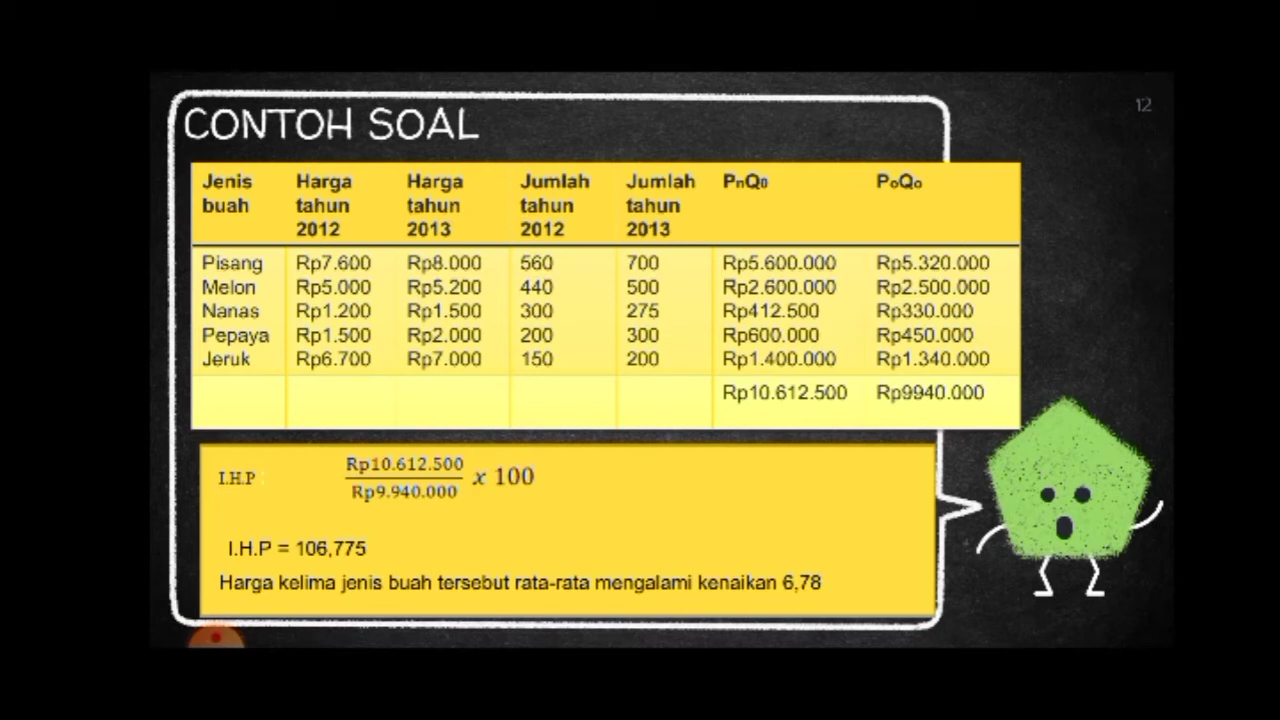 12
CONTOH SOAL
Jenis buah Harga tahun 2012 Harga tahun 2013 Jumlah tahun 2012 Jumlah tahun 2013 PnQ0 PoQo
Pisang Rp7.600 Rp8.000 560 700 Rp5.600.000 Rp5.320.000
Melon Rp5.000 Rp5.200 440 500 Rp2.600.000 Rp2.500.000
Nanas Rp1.200 Rp1.500 300 275 Rp412.500 Rp330.000
Pepaya Rp1.500 Rp2.000 200 300 Rp600.000 Rp450.000
Jeruk Rp6.700 Rp7.000 150 200 Rp1.400.000 Rp1.340.000
Rp10.612.500 Rp9940.000
I.H.P Rp10.612.500 / Rp9.940.000 x 100
I.H.P = 106,775
Harga kelima jenis buah tersebut rata-rata mengalami kenaikan 6,78